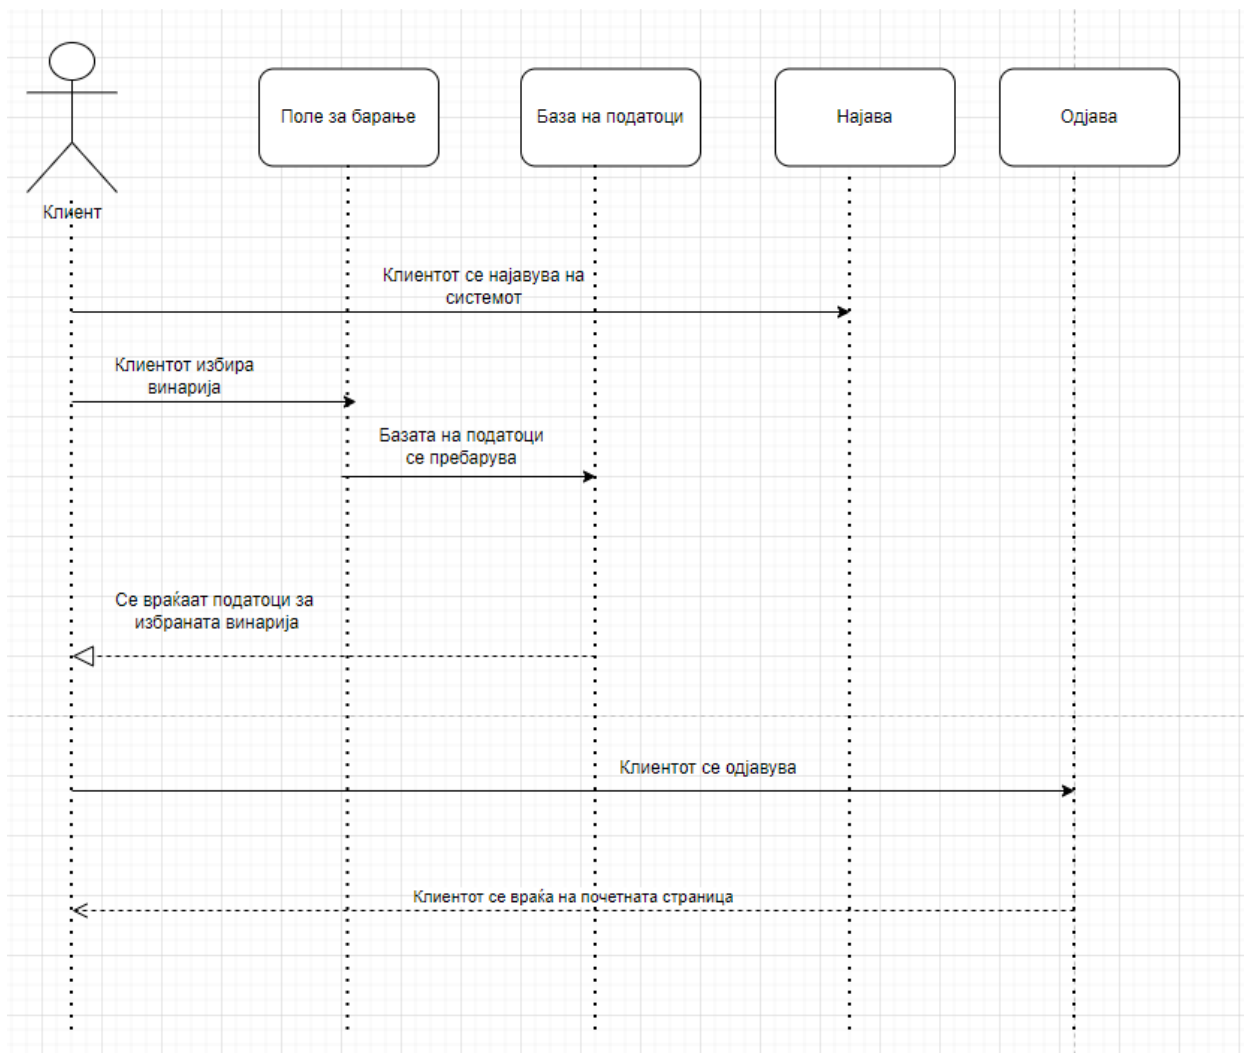 Поле за барање
База на податоци
Најава
Одјава
Клиент
Клиентот се најавува на
системот
Клиентот избира
винарија
Базата на податоци
се пребарува
Се враќаат податоци за
избраната винарија
Клиентот се одјавува
Клиентот се враќа на почетната страница